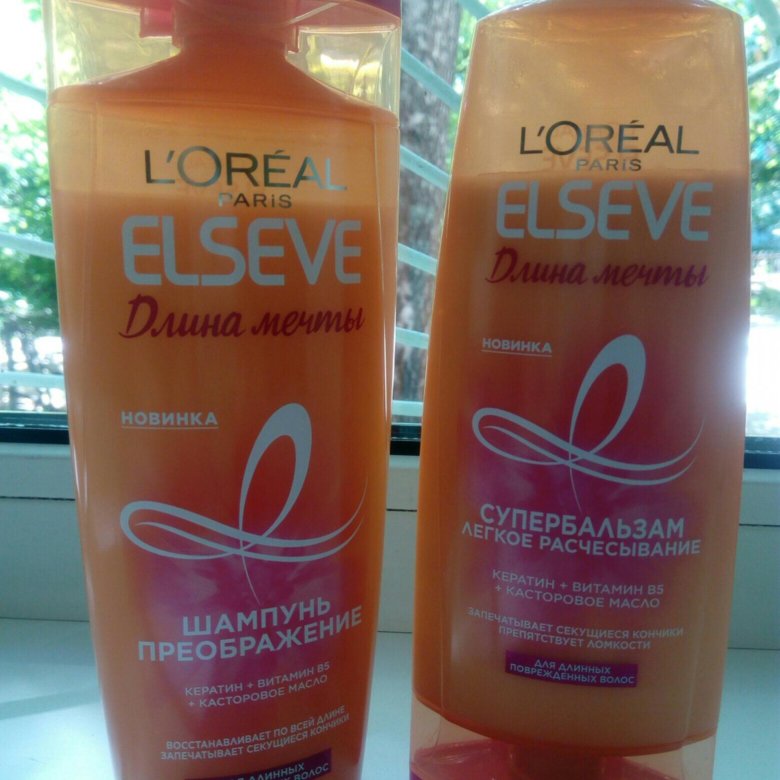 L'ORÉAL
PARIS
ELSEVE
Длина мечты
НОВИНКА
ШАМПУНЬ
ПРЕОБРАЖЕНИЕ
КЕРАТИН + ВИТАМИН B5
+ КАСТОРОВОЕ МАСЛО
ВОССТАНАВЛИВАЕТ ПО ВСЕЙ ДЛИНЕ
ЗАПЕЧАТЫВАЕТ СЕКУЩИЕСЯ КОНЧИКИ
ДЛИННЫХ
ВОЛОС
L'ORÉAL
PARIS
ELSEVE
Длина мечты
НОВИНКА
СУПЕРБАЛЬЗАМ
ЛЕГКОЕ РАСЧЕСЫВАНИЕ
КЕРАТИН + ВИТАМИН B5
+ КАСТОРОВОЕ МАСЛО
ЗАПЕЧАТЫВАЕТ СЕКУЩИЕСЯ КОНЧИКИ
ПРЕПЯТСТВУЕТ ЛОМКОСТИ
ДЛЯ ДЛИННЫХ
ПОВРЕЖДЕННЫХ ВОЛОС